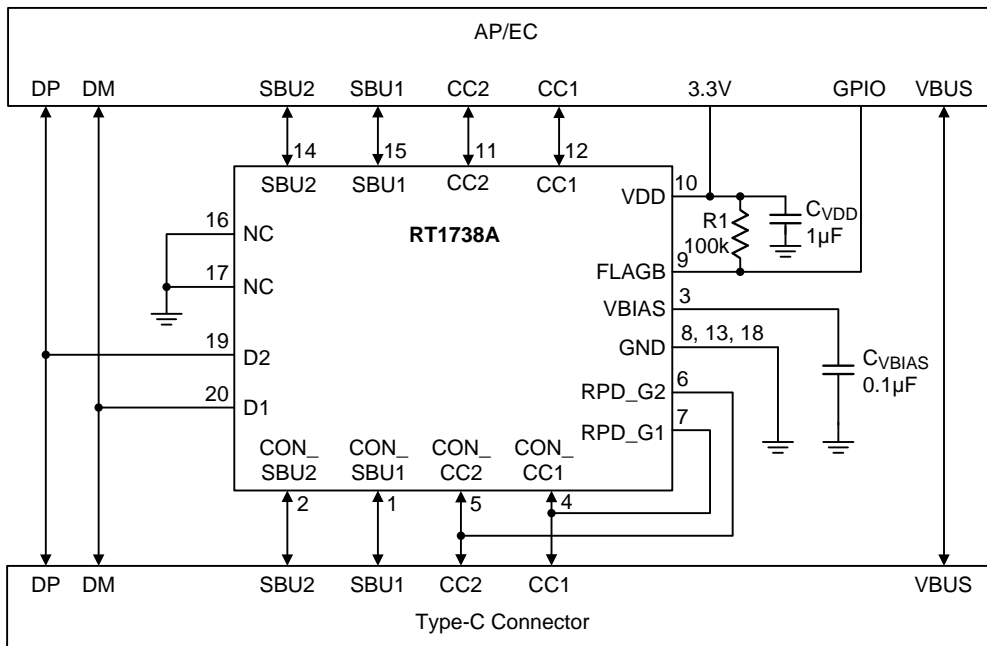 AP/EC
DP DM SBU2 SBU1 CC2 CC1 3.3V GPIO VBUS
14 15 11 12
SBU2 SBU1 CC2 CC1
10
VDD
16
NC
RT1738A
R1
100k
CVDD
1µF
17
NC
9
FLAGB
3
VBIAS
8, 13, 18
GND
19
D2
CVBIAS
0.1µF
6
RPD_G2
20
D1
7
RPD_G1
CON_ CON_ CON_ CON_
SBU2 SBU1 CC2 CC1
2 1 5 4
DP DM SBU2 SBU1 CC2 CC1 VBUS
Type-C Connector